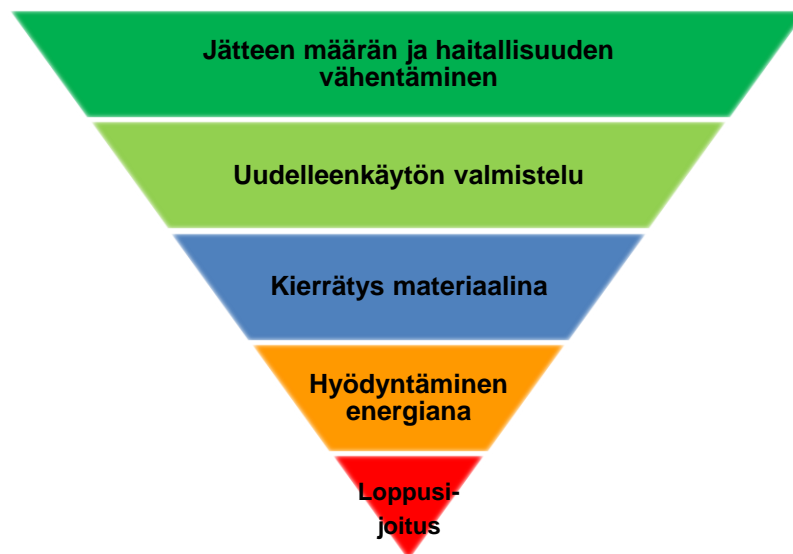 Jätteen määrän ja haitallisuuden
vähentäminen
Uudelleenkäytön valmistelu
Kierrätys materiaalina
Hyödyntäminen
energiana
Loppusi-
joitus